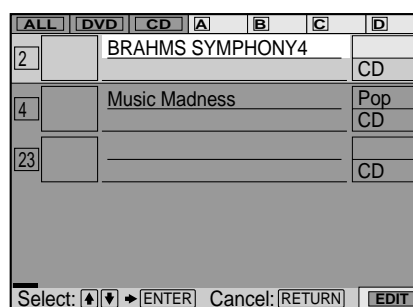 ALL DVD CD A B C D
BRAHMS SYMPHONY4
2
CD
Music Madness Pop
4
CD
23
CD
Select: ↑ ↓ → ENTER Cancel: RETURN EDIT